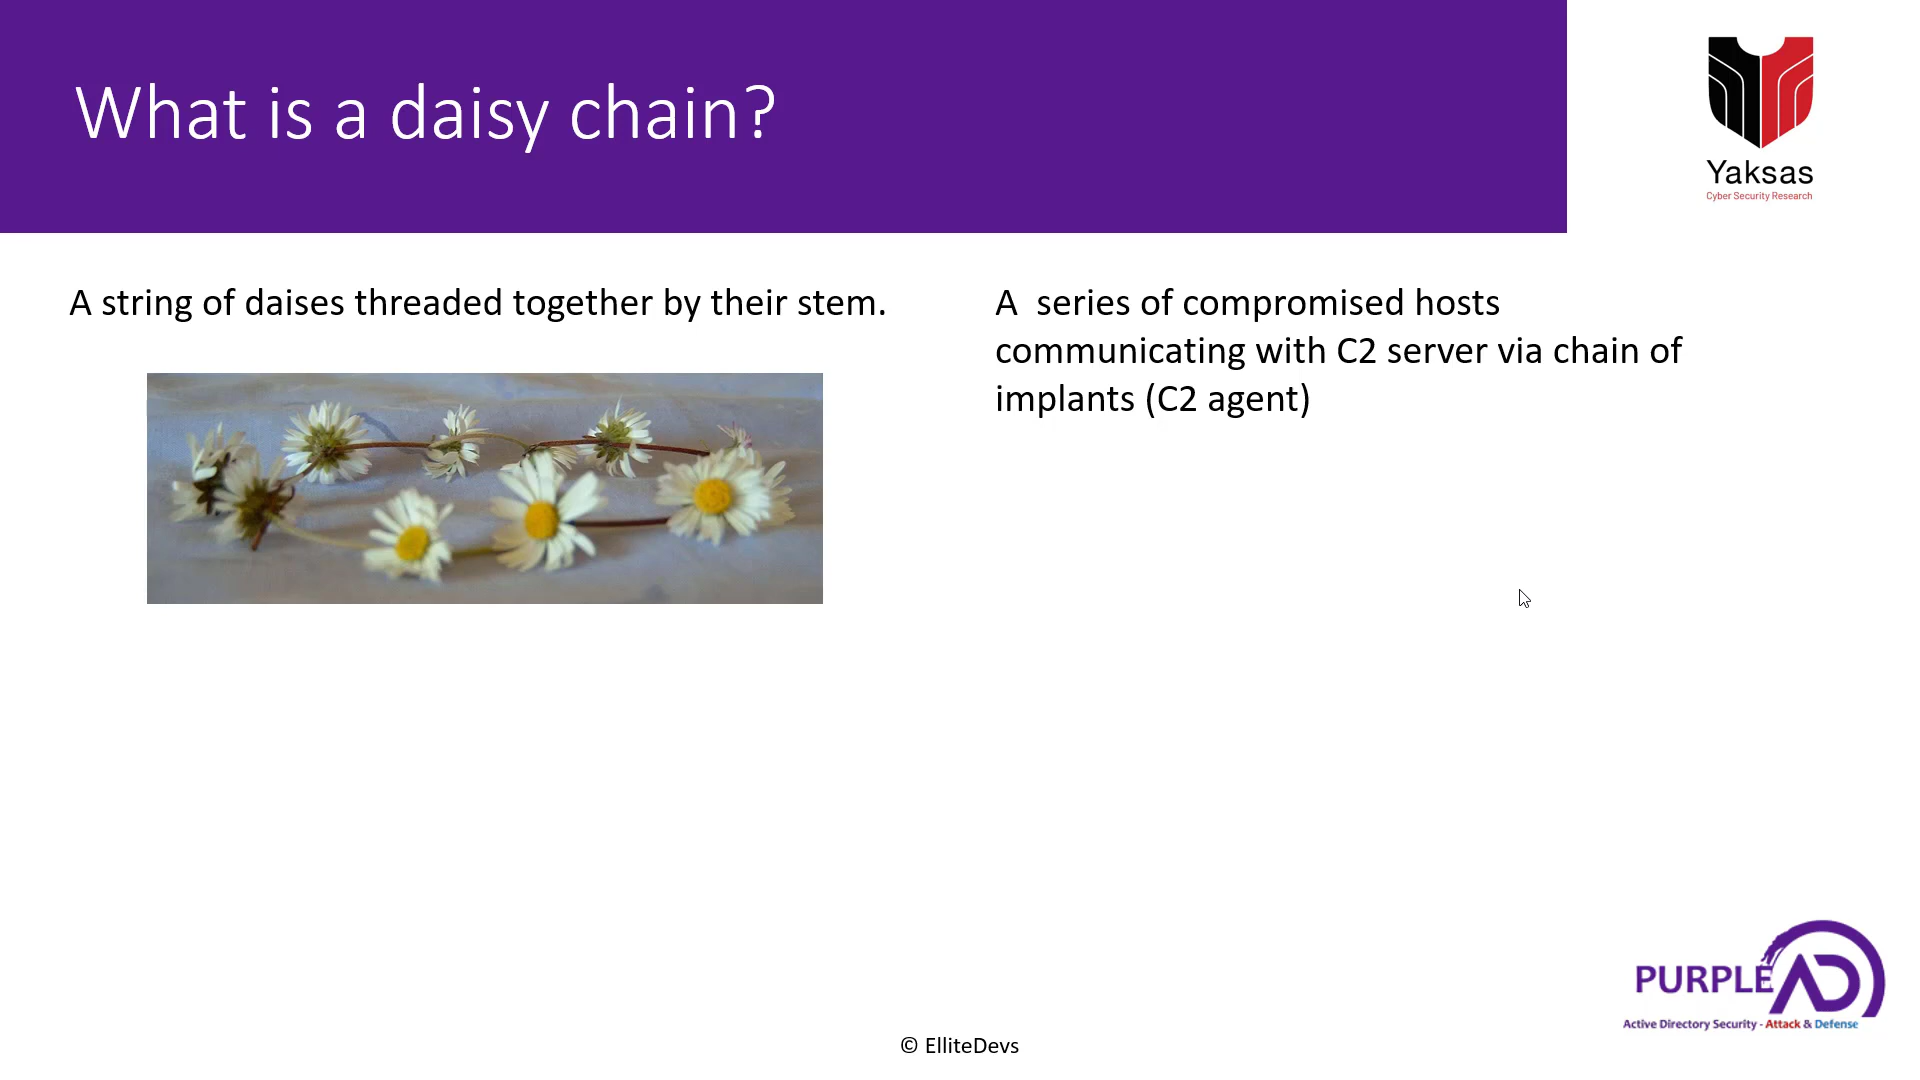 What is a daisy chain?
Yaksas
Cyber Security Research
A string of daises threaded together by their stem.
A  series of compromised hosts
communicating with C2 server via chain of
implants (C2 agent)
PURPLE AD
Active Directory Security - Attack & Defense
© ElliteDevs